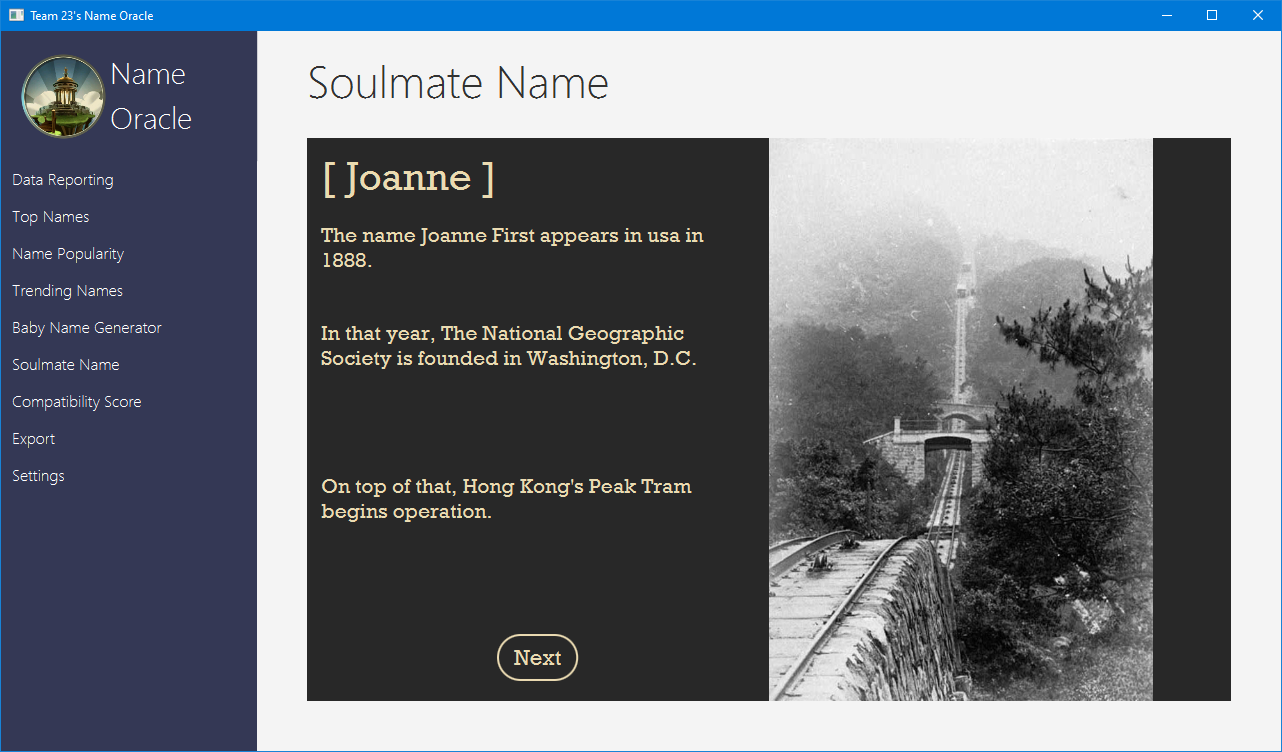 Team 23's Name Oracle
Name
Oracle
Data Reporting
Top Names
Name Popularity
Trending Names
Baby Name Generator
Soulmate Name
Compatibility Score
Export
Settings
Soulmate Name
[ Joanne ]
The name Joanne First appears in usa in
1888.
In that year, The National Geographic
Society is founded in Washington, D.C.
On top of that, Hong Kong's Peak Tram
begins operation.
Next